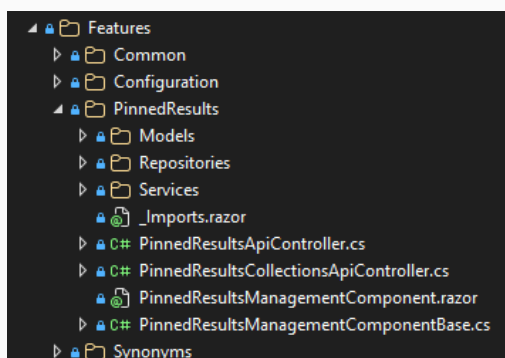 Features
Common
Configuration
PinnedResults
Models
Repositories
Services
_Imports.razor
C# PinnedResultsApiController.cs
C# PinnedResultsCollectionsApiController.cs
PinnedResultsManagementComponent.razor
C# PinnedResultsManagementComponentBase.cs
Synonyms